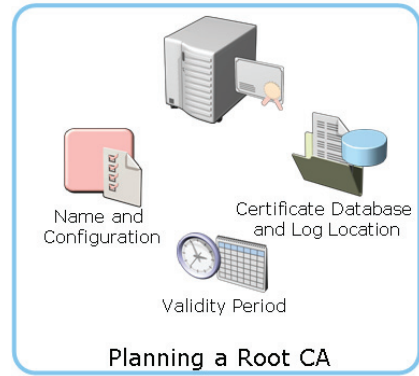 Name and
Configuration
Certificate Database
and Log Location
Validity Period
Planning a Root CA